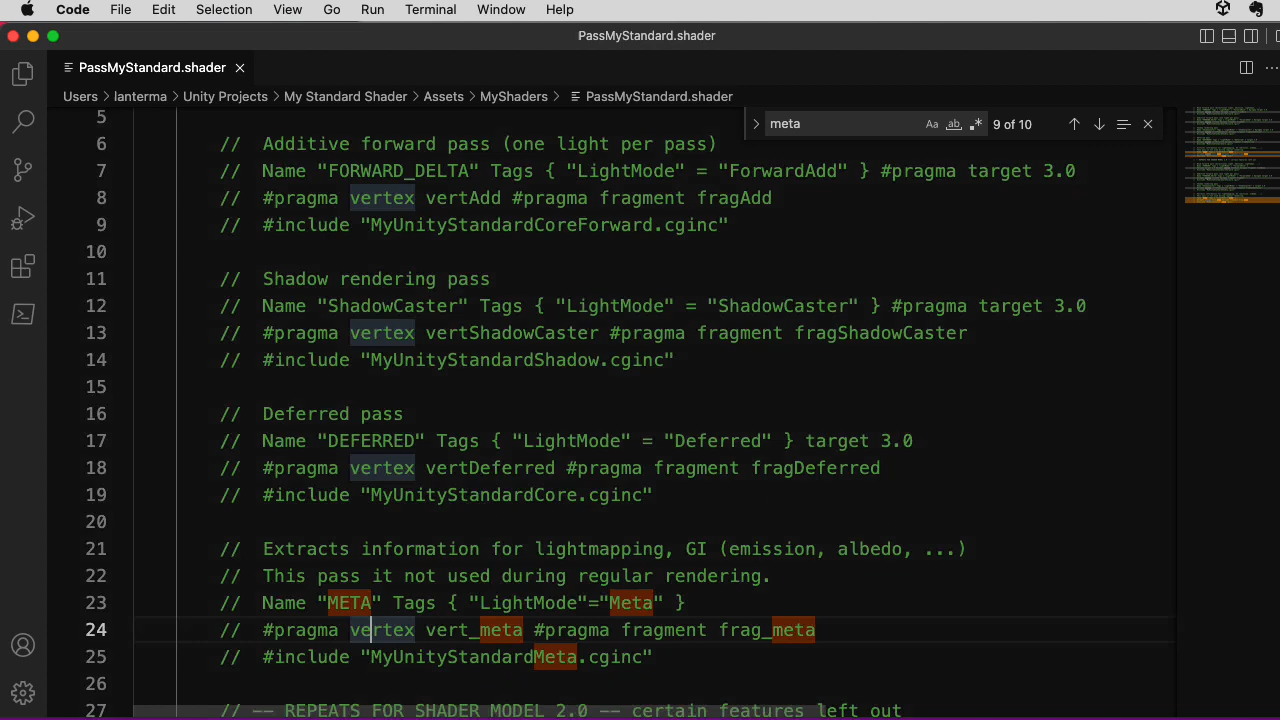 Code File Edit Selection View Go Run Terminal Window Help
PassMyStandard.shader
PassMyStandard.shader
Users > lanterma > Unity Projects > My Standard Shader > Assets > MyShaders > PassMyStandard.shader
meta Aa ab .* 9 of 10
5
6 // Additive forward pass (one light per pass)
7 // Name "FORWARD_DELTA" Tags { "LightMode" = "ForwardAdd" } #pragma target 3.0
8 // #pragma vertex vertAdd #pragma fragment fragAdd
9 // #include "MyUnityStandardCoreForward.cginc"
10
11 // Shadow rendering pass
12 // Name "ShadowCaster" Tags { "LightMode" = "ShadowCaster" } #pragma target 3.0
13 // #pragma vertex vertShadowCaster #pragma fragment fragShadowCaster
14 // #include "MyUnityStandardShadow.cginc"
15
16 // Deferred pass
17 // Name "DEFERRED" Tags { "LightMode" = "Deferred" } target 3.0
18 // #pragma vertex vertDeferred #pragma fragment fragDeferred
19 // #include "MyUnityStandardCore.cginc"
20
21 // Extracts information for lightmapping, GI (emission, albedo, ...)
22 // This pass it not used during regular rendering.
23 // Name "META" Tags { "LightMode"="Meta" }
24 // #pragma vertex vert_meta #pragma fragment frag_meta
25 // #include "MyUnityStandardMeta.cginc"
26
27 // -- REPEATS FOR SHADER MODEL 2.0 -- certain features left out